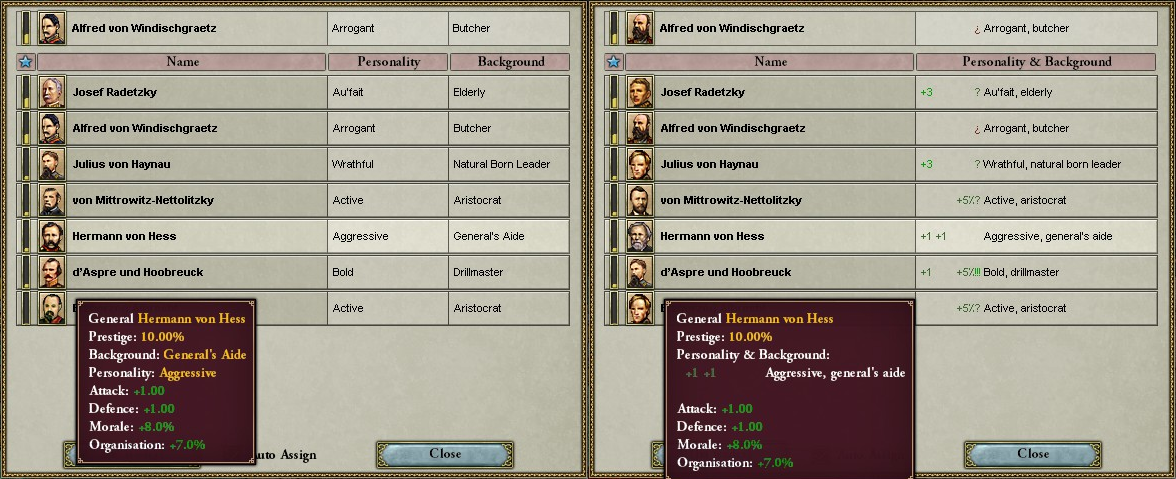 Alfred von Windischgraetz Arrogant Butcher
Name Personality Background
Josef Radetzky Au'fait Elderly
Alfred von Windischgraetz Arrogant Butcher
Julius von Haynau Wrathful Natural Born Leader
von Mittrowitz-Nettolitzky Active Aristocrat
Hermann von Hess Aggressive General's Aide
d'Aspre und Hoobreuck Bold Drillmaster
Active Aristocrat
General Hermann von Hess
Prestige: 10.00%
Background: General's Aide
Personality: Aggressive
Attack: +1.00
Defence: +1.00
Morale: +8.0%
Organisation: +7.0%
uto Assign Close
Alfred von Windischgraetz ¿ Arrogant, butcher
Name Personality & Background
Josef Radetzky +3 ? Au'fait, elderly
Alfred von Windischgraetz ¿ Arrogant, butcher
Julius von Haynau +3 ? Wrathful, natural born leader
von Mittrowitz-Nettolitzky +5%? Active, aristocrat
Hermann von Hess +1 +1 Aggressive, general's aide
d'Aspre und Hoobreuck +1 +5%!!! Bold, drillmaster
+5%? Active, aristocrat
General Hermann von Hess
Prestige: 10.00%
Personality & Background:
+1 +1 Aggressive, general's aide
Attack: +1.00
Defence: +1.00
Morale: +8.0%
Organisation: +7.0%
Close